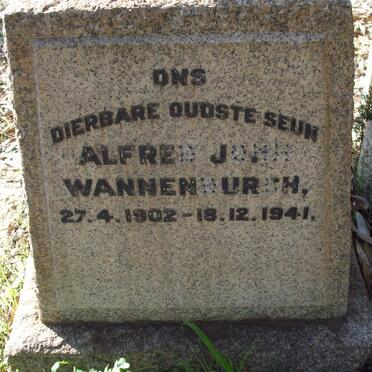 ONS
DIERBARE OUDSTE SEUN
ALFRED JOHN
WANNENBURGH,
27.4.1902 - 18.12.1941.